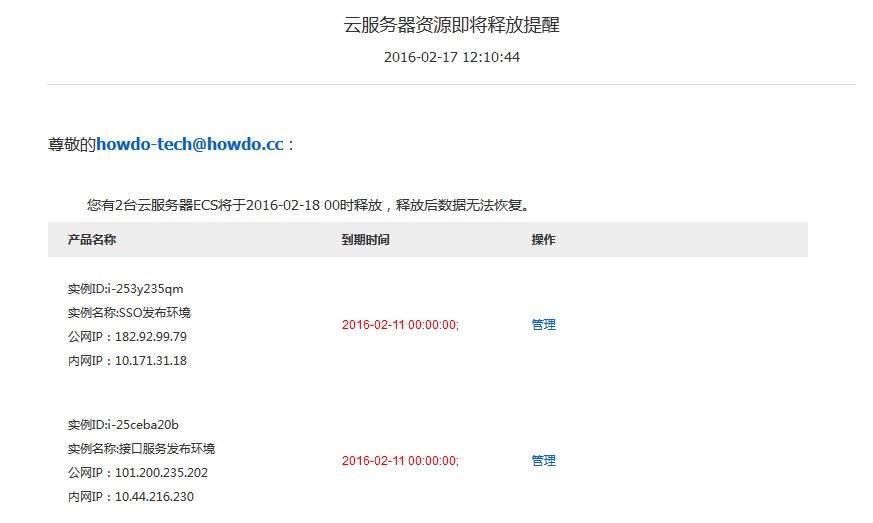 云服务器资源即将释放提醒
2016-02-17 12:10:44
尊敬的howdo-tech@howdo.cc：
您有2台云服务器ECS将于2016-02-18 00时释放，释放后数据无法恢复。
产品名称 到期时间 操作
实例ID:i-253y235qm
实例名称:SSO发布环境
2016-02-11 00:00:00; 管理
公网IP：182.92.99.79
内网IP：10.171.31.18
实例ID:i-25ceba20b
实例名称:接口服务发布环境
2016-02-11 00:00:00; 管理
公网IP：101.200.235.202
内网IP：10.44.216.230